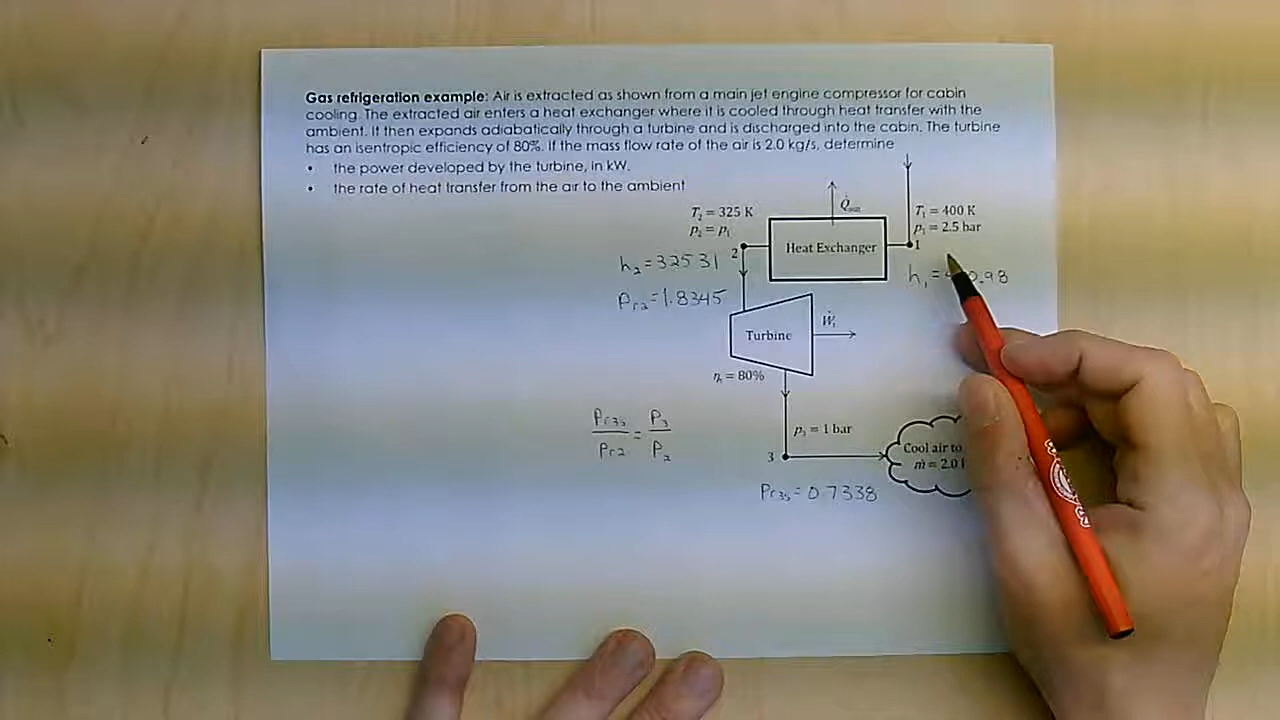 Gas refrigeration example: Air is extracted as shown from a main jet engine compressor for cabin
cooling. The extracted air enters a heat exchanger where it is cooled through heat transfer with the
ambient. It then expands adiabatically through a turbine and is discharged into the cabin. The turbine
has an isentropic efficiency of 80%. If the mass flow rate of the air is 2.0 kg/s, determine
• the power developed by the turbine, in kW.
• the rate of heat transfer from the air to the ambient
T₂ = 325 K
p₂ = p₁
Q̇out
T₁ = 400 K
p₁ = 2.5 bar
2
Heat Exchanger
1
h₂ = 325 31
h₁ =
0.98
Pr₂ = 1.8345
Turbine
Ẇt
ηt = 80%
Pr3s/Pr2 = P3/P2
p₃ = 1 bar
3
Cool air to
ṁ = 2.0
Pr3s = 0 7338